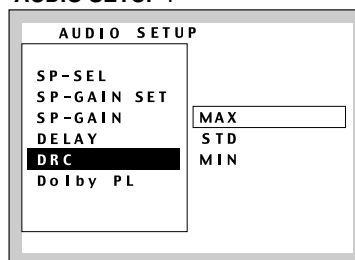 AUDIO SETUP
SP-SEL
SP-GAIN SET
SP-GAIN
DELAY
DRC
Dolby PL
MAX
STD
MIN